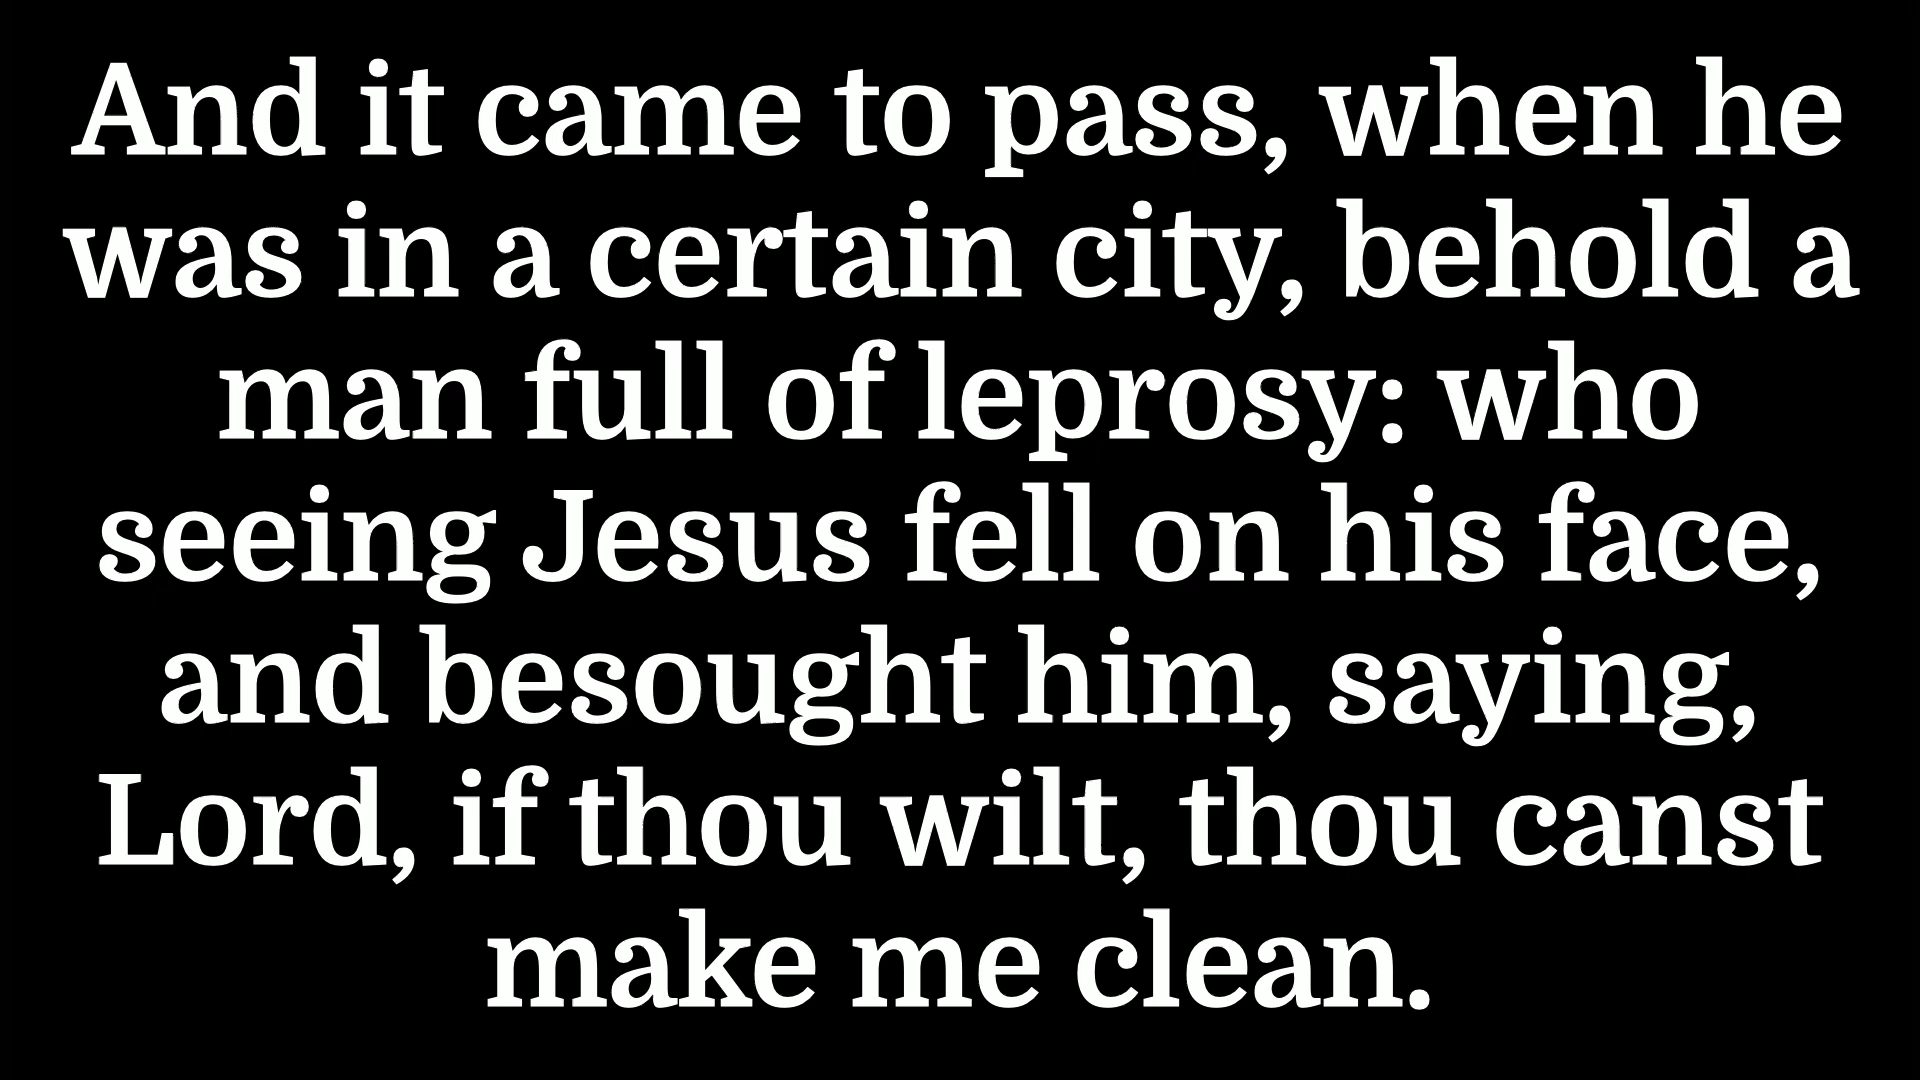 And it came to pass, when he
was in a certain city, behold a
man full of leprosy: who
seeing Jesus fell on his face,
and besought him, saying,
Lord, if thou wilt, thou canst
make me clean.